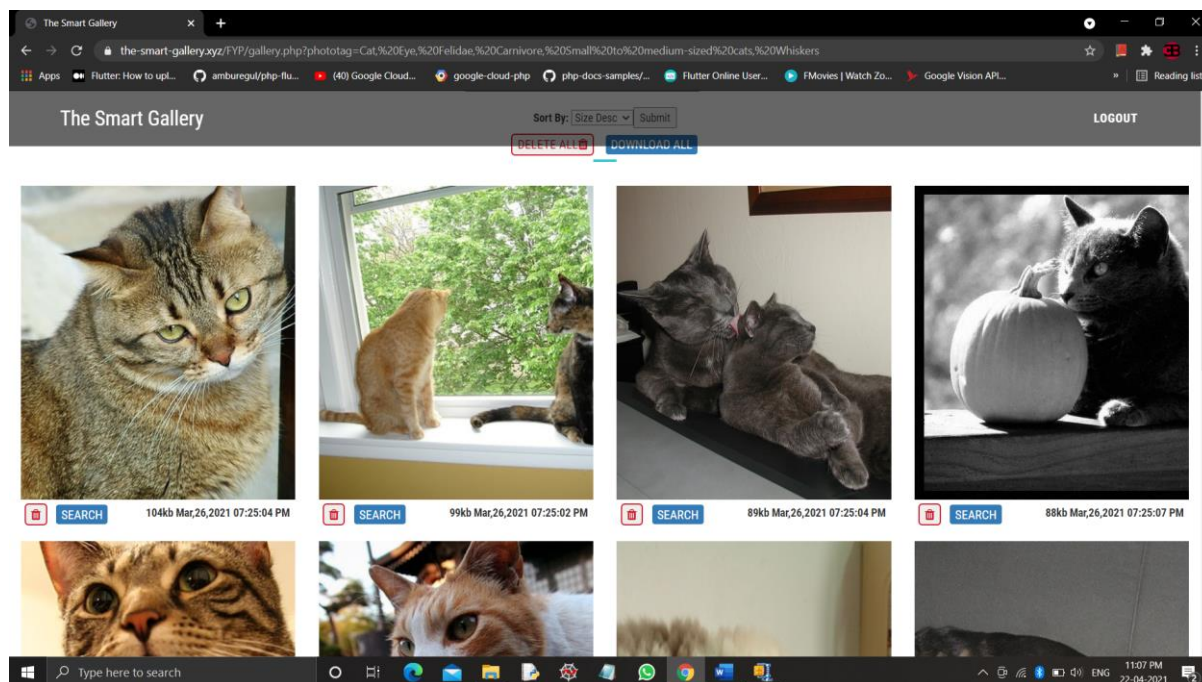 The Smart Gallery
the-smart-gallery.xyz/FYP/gallery.php?phototag=Cat,%20Eye,%20Felidae,%20Carnivore,%20Small%20to%20medium-sized%20cats,%20Whiskers
Apps
Flutter: How to upl...
amburegul/php-flu...
(40) Google Cloud...
google-cloud-php
php-docs-samples/...
Flutter Online User...
FMovies | Watch Zo...
Google Vision API...
»
Reading list
The Smart Gallery
Sort By: Size Desc Submit
LOGOUT
DELETE ALL DOWNLOAD ALL
SEARCH 104kb Mar,26,2021 07:25:04 PM
SEARCH 99kb Mar,26,2021 07:25:02 PM
SEARCH 89kb Mar,26,2021 07:25:04 PM
SEARCH 88kb Mar,26,2021 07:25:07 PM
Type here to search
ENG
11:07 PM
22-04-2021